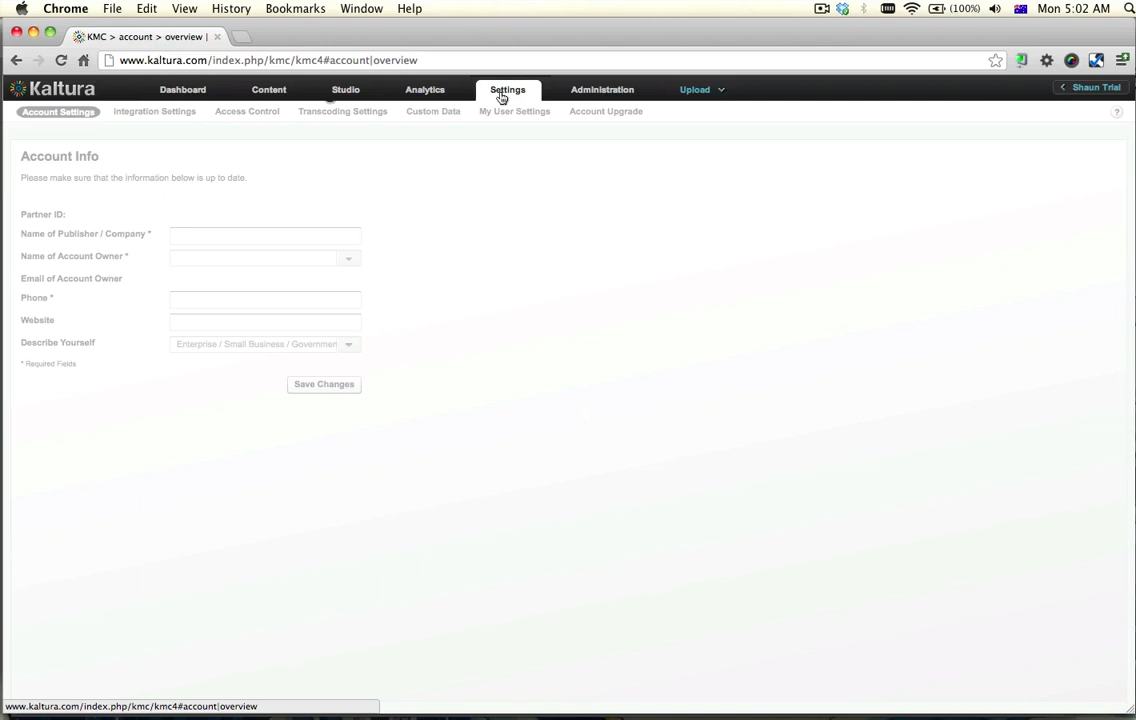 Chrome File Edit View History Bookmarks Window Help (100%) Mon 5:02 AM
KMC > account > overview |
www.kaltura.com/index.php/kmc/kmc4#account|overview
Kaltura Dashboard Content Studio Analytics Settings Administration Upload Shaun Trial
Account Settings Integration Settings Access Control Transcoding Settings Custom Data My User Settings Account Upgrade ?
Account Info
Please make sure that the information below is up to date.
Partner ID:
Name of Publisher / Company *
Name of Account Owner *
Email of Account Owner
Phone *
Website
Describe Yourself Enterprise / Small Business / Governmen
* Required Fields
Save Changes
www.kaltura.com/index.php/kmc/kmc4#account|overview